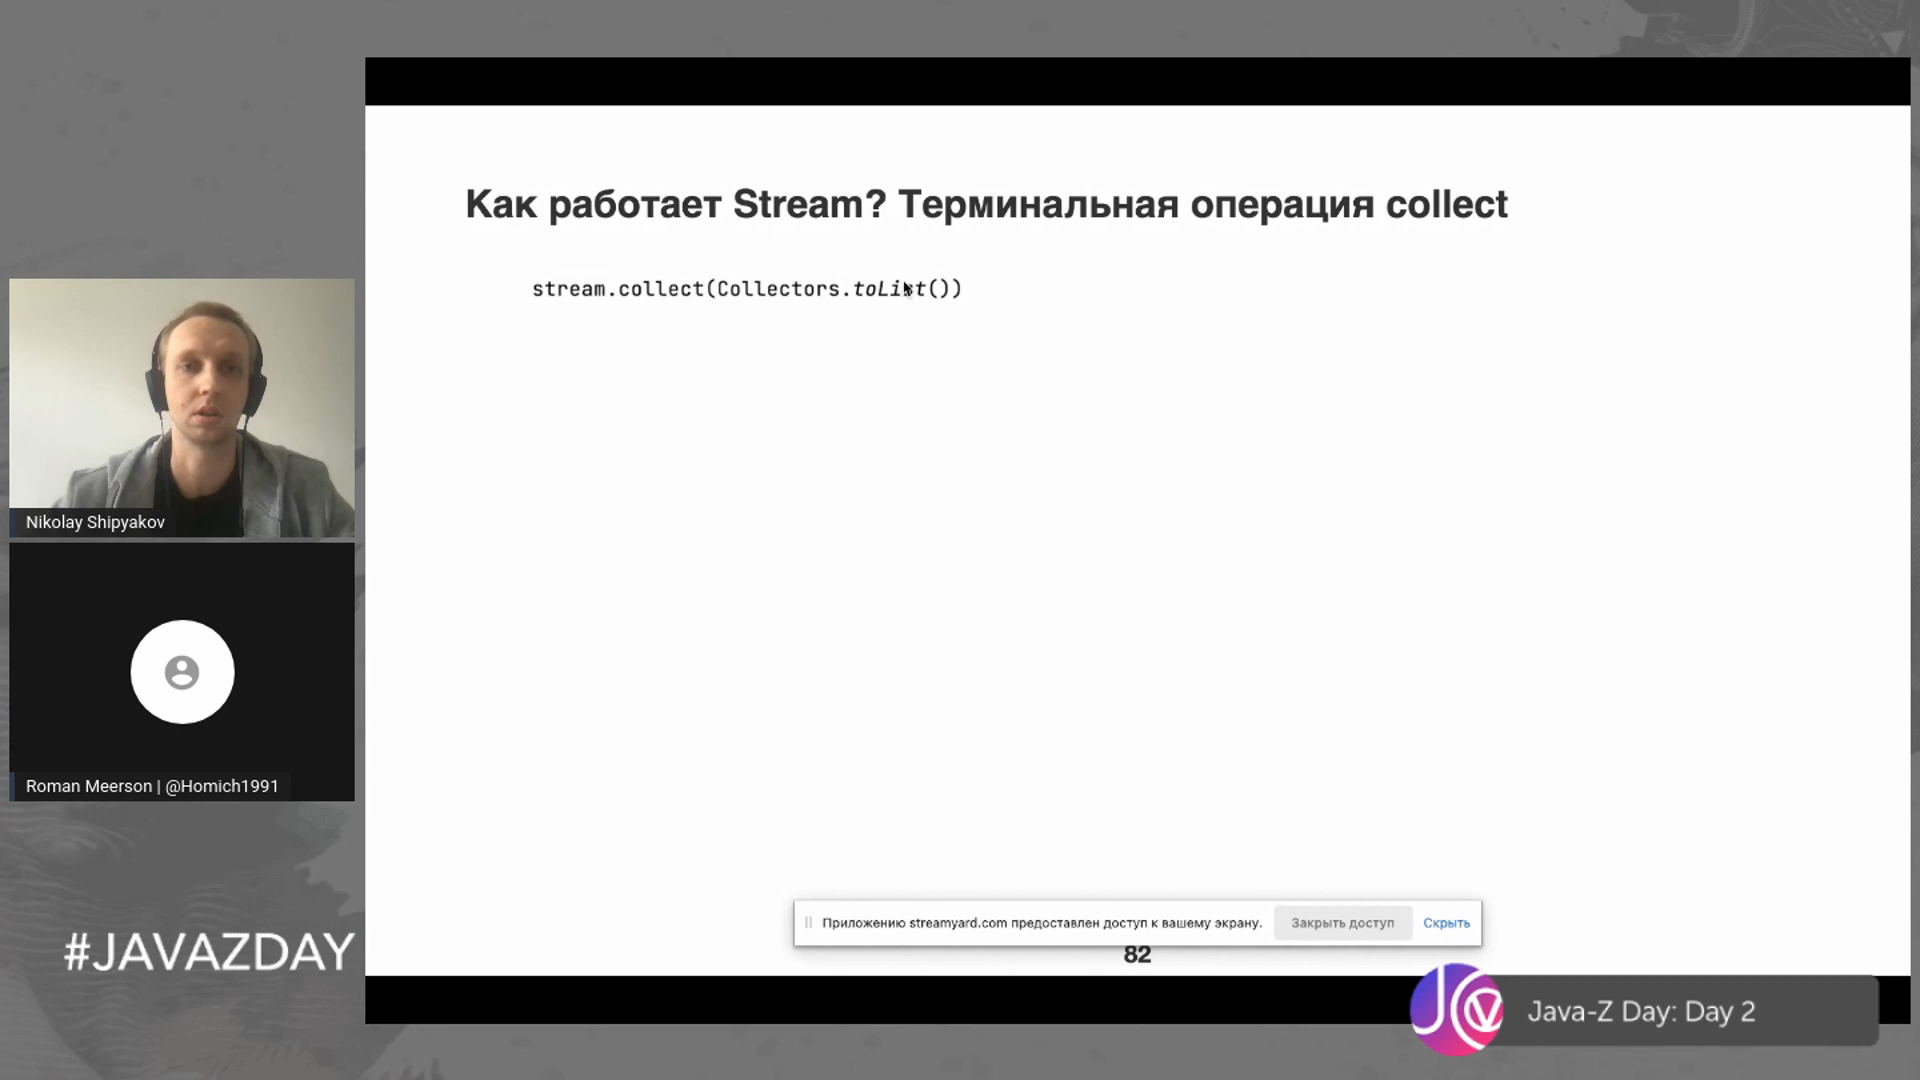 Как работает Stream? Терминальная операция collect
stream.collect(Collectors.toList())
Nikolay Shipyakov
Roman Meerson | @Homich1991
Приложению streamyard.com предоставлен доступ к вашему экрану.
Закрыть доступ
Скрыть
82
#JAVAZDAY
Java-Z Day: Day 2